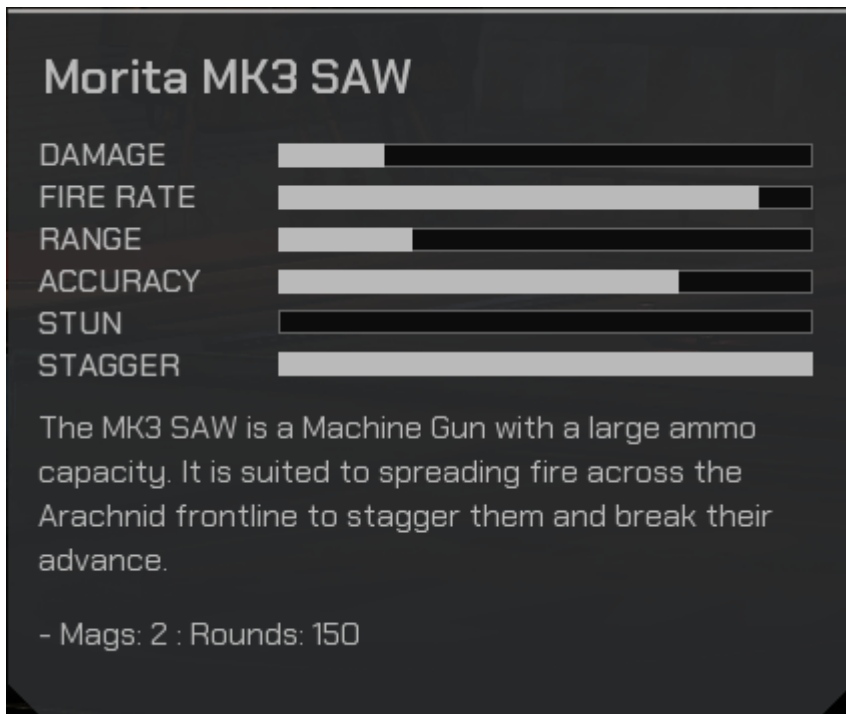 Morita MK3 SAW
DAMAGE
FIRE RATE
RANGE
ACCURACY
STUN
STAGGER
The MK3 SAW is a Machine Gun with a large ammo
capacity. It is suited to spreading fire across the
Arachnid frontline to stagger them and break their
advance.
- Mags: 2 : Rounds: 150